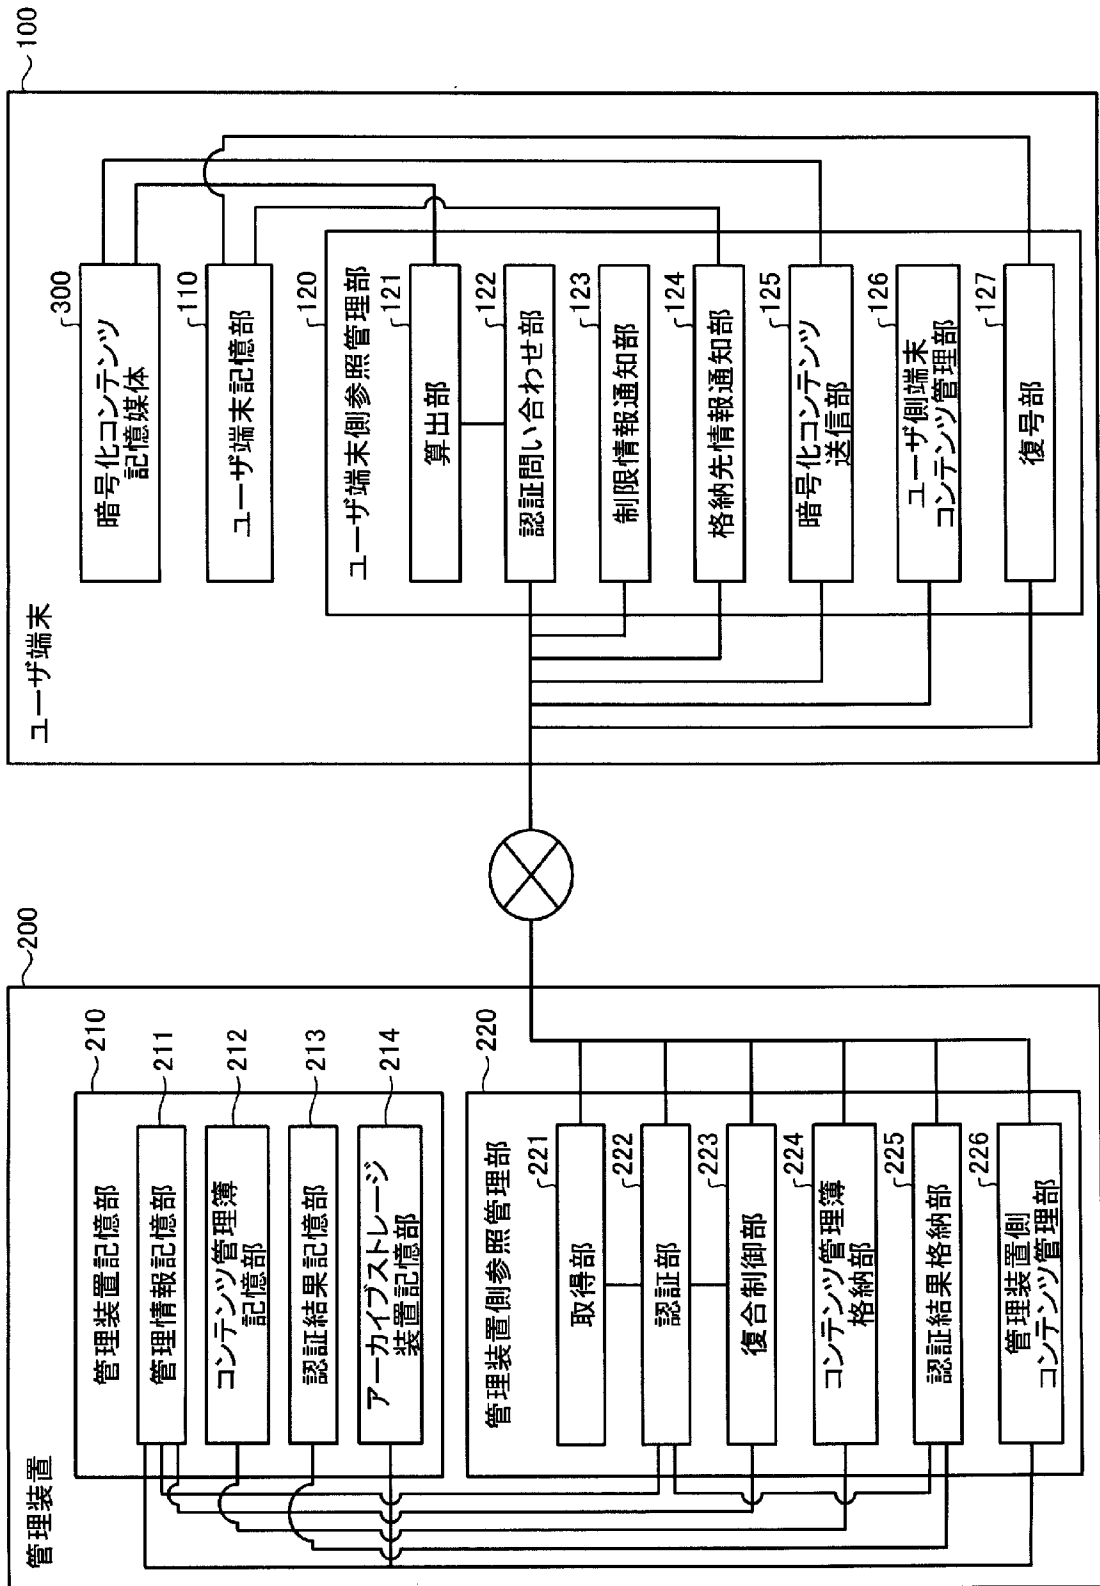 管理装置
200
管理装置記憶部
210
管理情報記憶部
211
コンテンツ管理簿
記憶部
212
認証結果記憶部
213
アーカイブストレージ
装置記憶部
214
管理装置側参照管理部
220
取得部
221
認証部
222
復合制御部
223
コンテンツ管理簿
格納部
224
認証結果格納部
225
管理装置側
コンテンツ管理部
226
ユーザ端末
100
暗号化コンテンツ
記憶媒体
300
ユーザ端末記憶部
110
ユーザ端末側参照管理部
120
算出部
121
認証問い合わせ部
122
制限情報通知部
123
格納先情報通知部
124
暗号化コンテンツ
送信部
125
ユーザ側端末
コンテンツ管理部
126
復号部
127